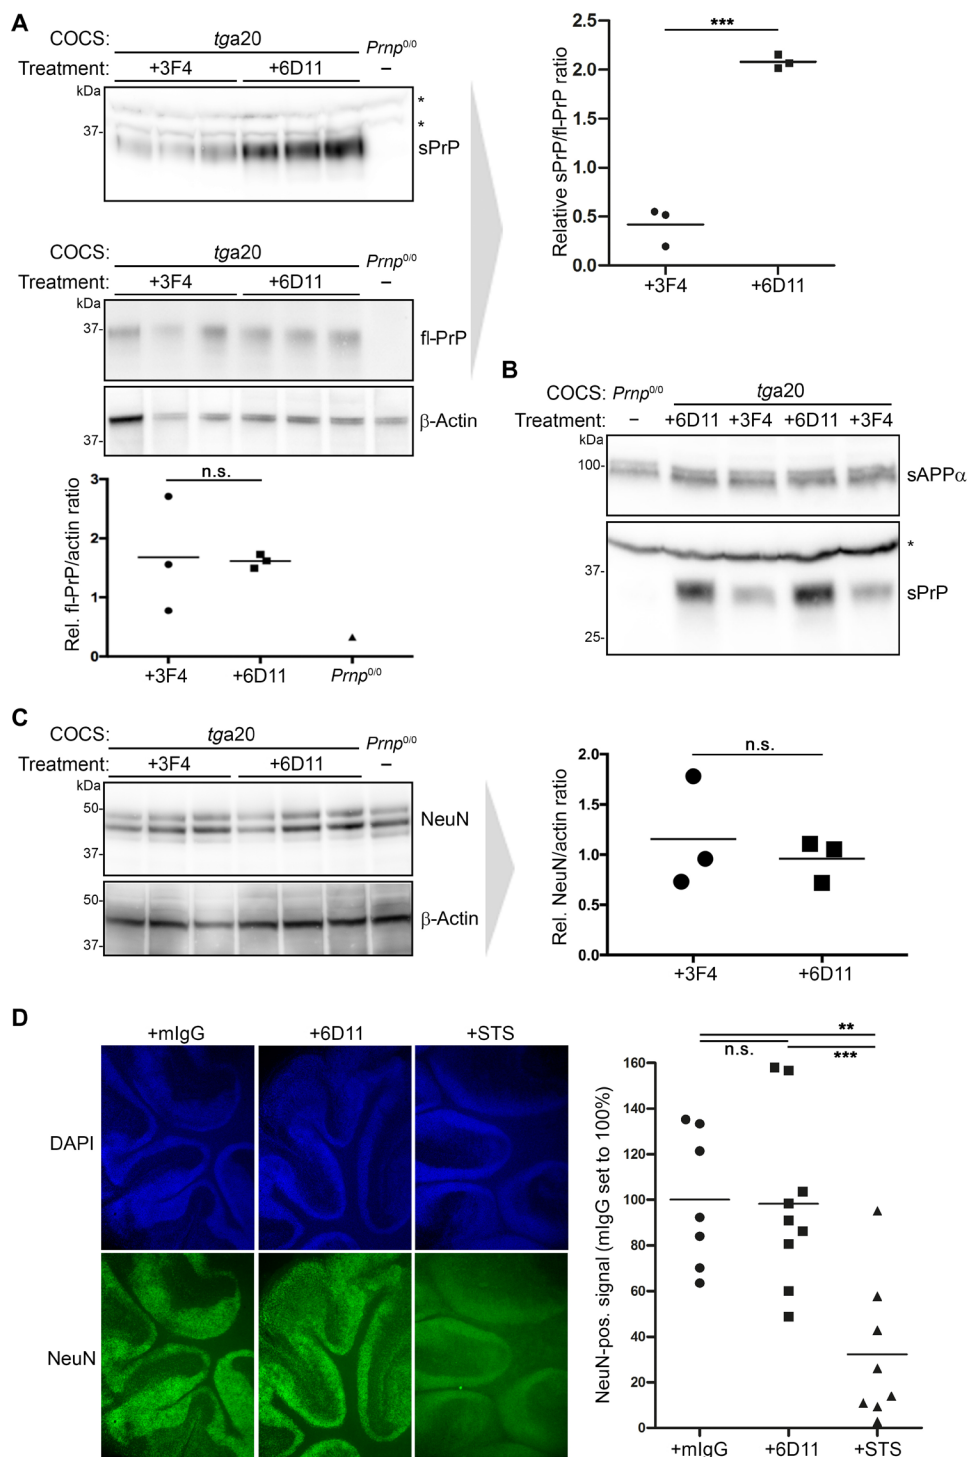 A
COCS: tga20 Prnp0/0
Treatment: +3F4 +6D11 –
kDa
*
*
37-
sPrP
COCS: tga20 Prnp0/0
Treatment: +3F4 +6D11 –
kDa
37-
fl-PrP
β-Actin
37-
Rel. fl-PrP/actin ratio
3
2
1
0
n.s.
+3F4 +6D11 Prnp0/0
Relative sPrP/fl-PrP ratio
2.5
2.0
1.5
1.0
0.5
0.0
***
+3F4 +6D11
B
COCS: Prnp0/0 tga20
Treatment: – +6D11 +3F4 +6D11 +3F4
kDa
100-
sAPPα
*
37-
sPrP
25-
C
COCS: tga20 Prnp0/0
Treatment: +3F4 +6D11 –
kDa
50-
NeuN
37-
50-
β-Actin
37-
Rel. NeuN/actin ratio
2.0
1.5
1.0
0.5
0.0
n.s.
+3F4 +6D11
D
+mIgG +6D11 +STS
DAPI
NeuN
NeuN-pos. signal (mIgG set to 100%)
160
140
120
100
80
60
40
20
0
**
n.s. ***
+mIgG +6D11 +STS